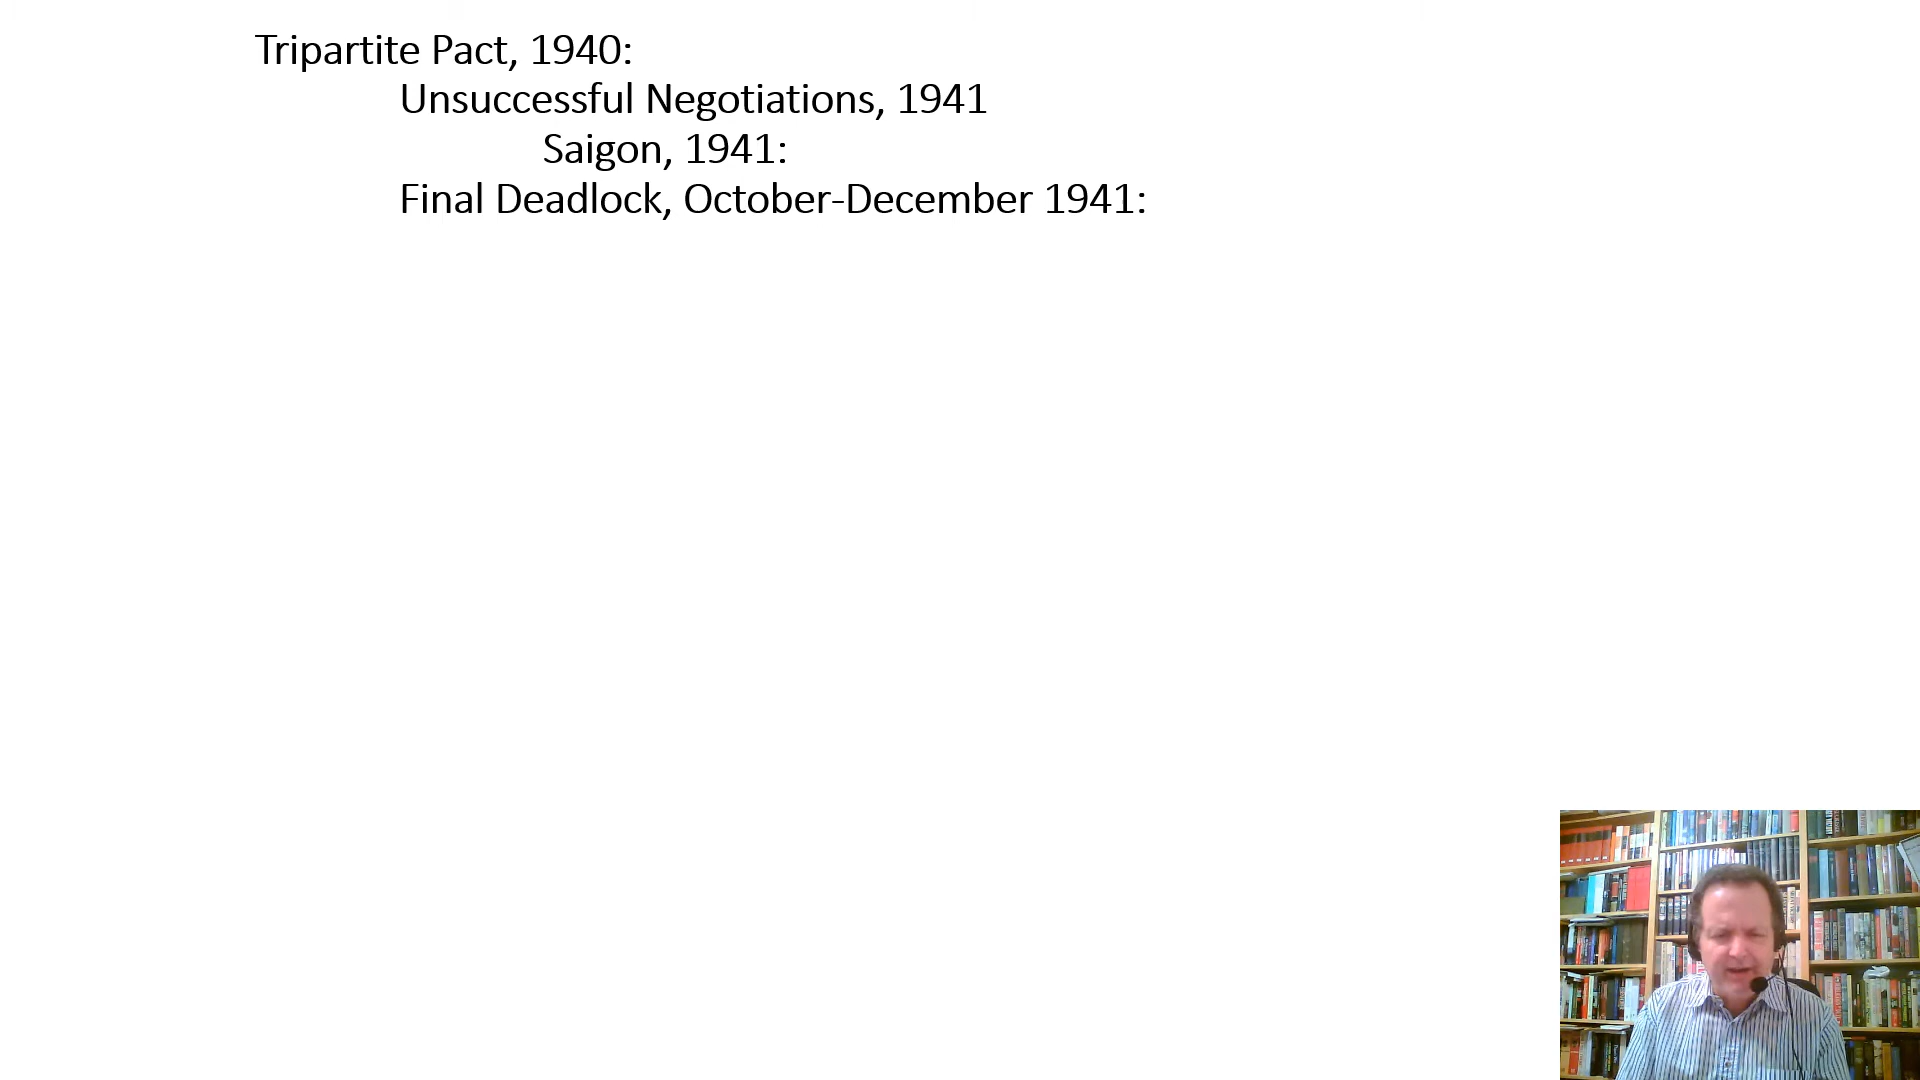 Tripartite Pact, 1940:
Unsuccessful Negotiations, 1941
Saigon, 1941:
Final Deadlock, October-December 1941: